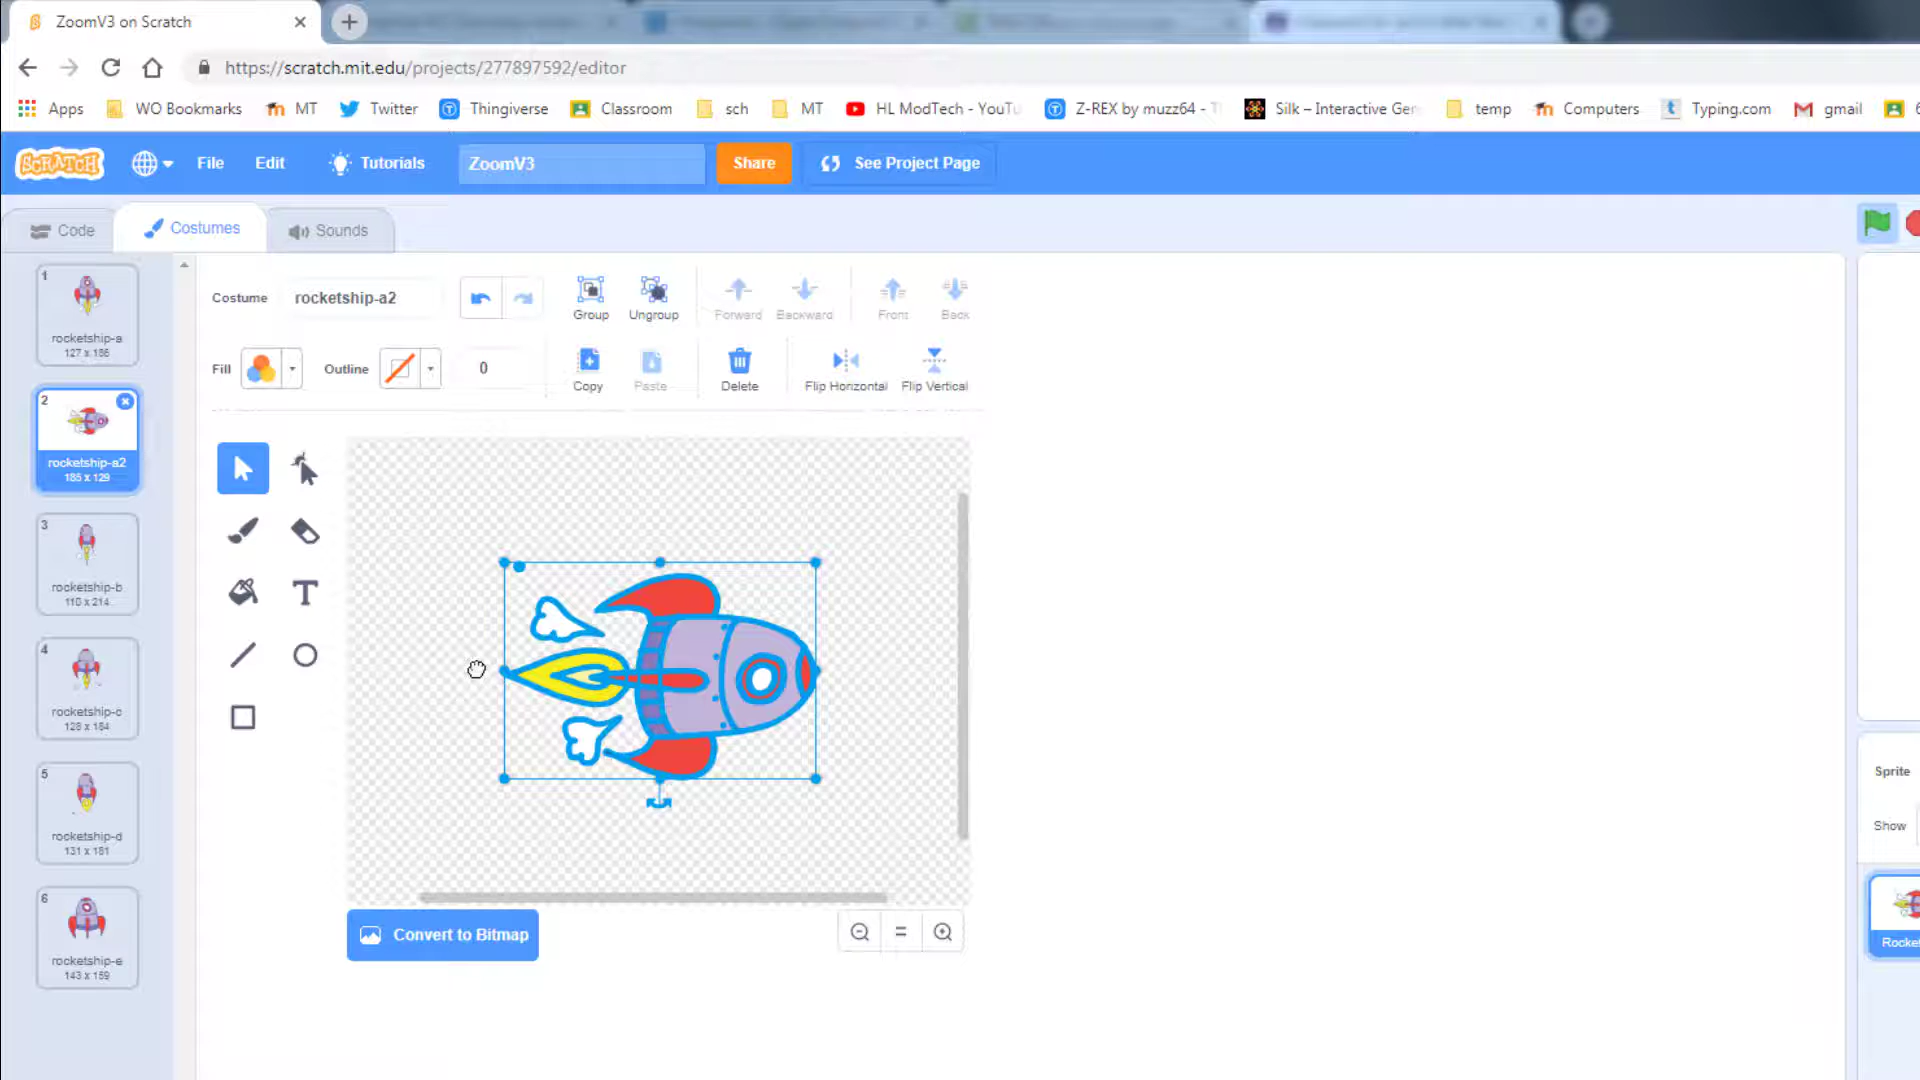 ZoomV3 on Scratch
https://scratch.mit.edu/projects/277897592/editor
Apps WO Bookmarks MT Twitter Thingiverse Classroom sch MT HL ModTech - YouTu Z-REX by muzz64 - T Silk – Interactive Gen temp Computers Typing.com gmail
SCRATCH File Edit Tutorials ZoomV3 Share See Project Page
Code Costumes Sounds
1
rocketship-a
127 x 186
2
rocketship-a2
185 x 129
3
rocketship-b
110 x 214
4
rocketship-c
128 x 184
5
rocketship-d
131 x 181
6
rocketship-e
143 x 159
Costume rocketship-a2
Group Ungroup Forward Backward Front Back
Fill Outline 0
Copy Paste Delete Flip Horizontal Flip Vertical
T
Convert to Bitmap
=
Sprite
Show
Rocke